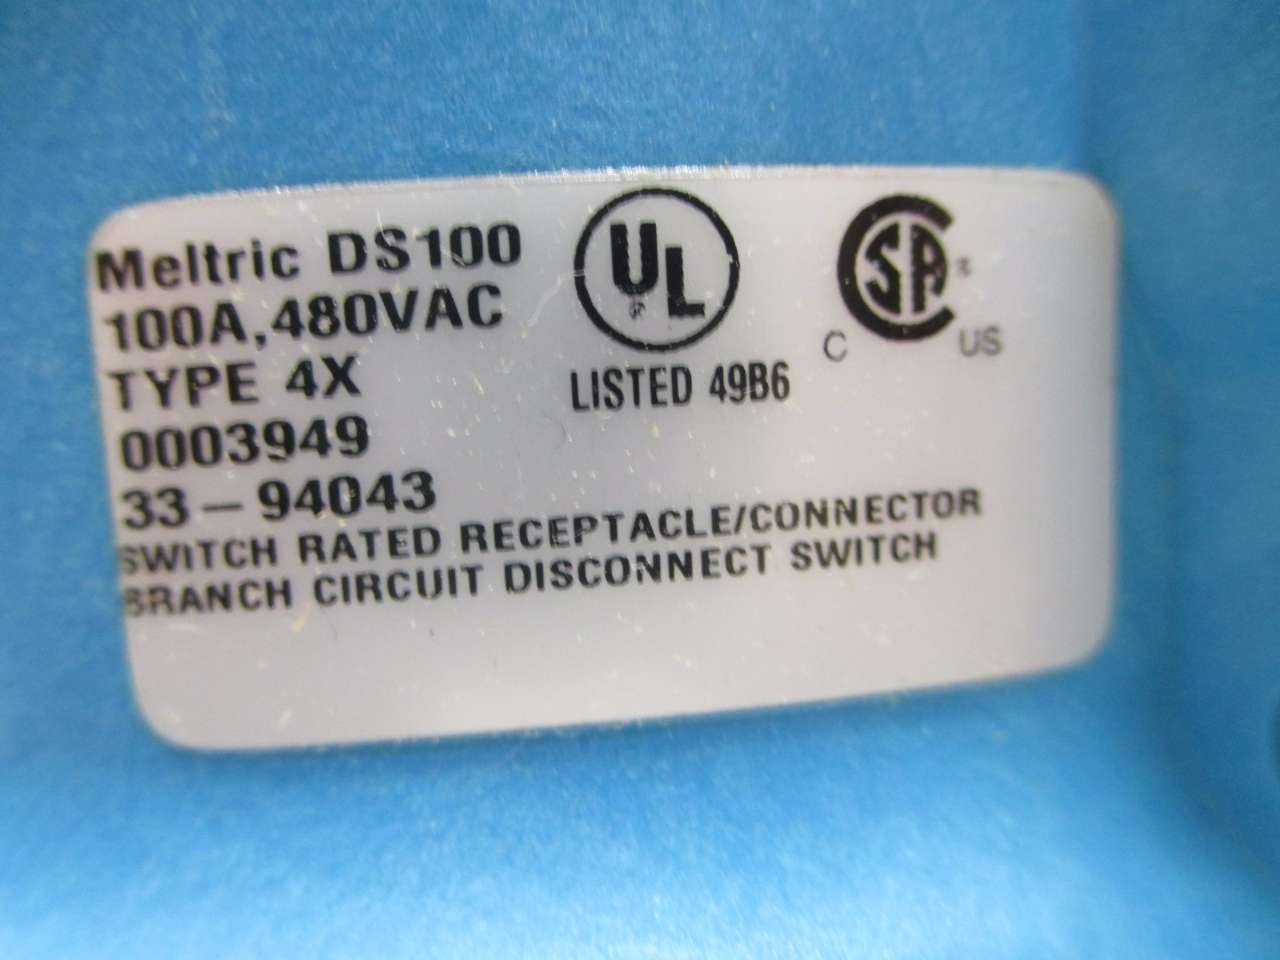 Meltric DS100
100A, 480VAC
TYPE 4X
0003949
33-94043
SWITCH RATED RECEPTACLE/CONNECTOR
BRANCH CIRCUIT DISCONNECT SWITCH
UL
LISTED 49B6
CSA
C US